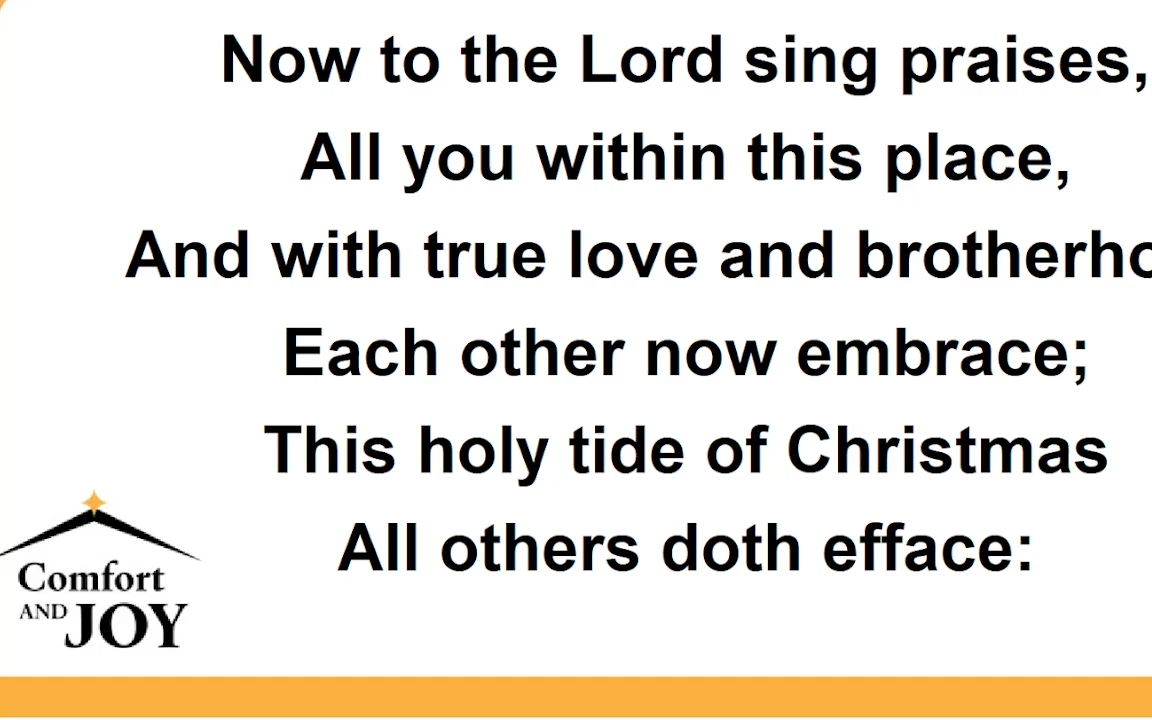 Now to the Lord sing praises,
All you within this place,
And with true love and brotherho
Each other now embrace;
This holy tide of Christmas
All others doth efface:
Comfort
AND JOY